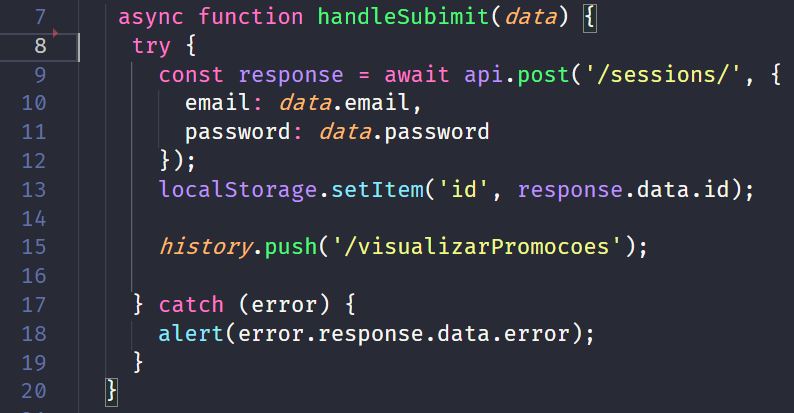 7 async function handleSubimit(data) {
8 try {
9 const response = await api.post('/sessions/', {
10 email: data.email,
11 password: data.password
12 });
13 localStorage.setItem('id', response.data.id);
14
15 history.push('/visualizarPromocoes');
16
17 } catch (error) {
18 alert(error.response.data.error);
19 }
20 }